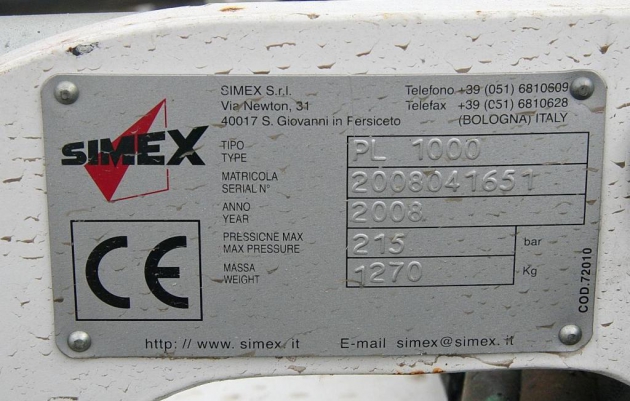 SIMEX S.r.l.
Via Newton, 31
40017 S. Giovanni in Persiceto
Telefono +39 (051) 6810609
Telefax +39 (051) 6810628
(BOLOGNA) ITALY
SIMEX
TIPO
TYPE
PL 1000
MATRICOLA
SERIAL N°
2008041651
ANNO
YEAR
2008
PRESSIONE MAX
MAX PRESSURE
215
bar
MASSA
WEIGHT
1270
Kg
CE
COD.72010
http://www.simex.it
E-mail simex@simex.it